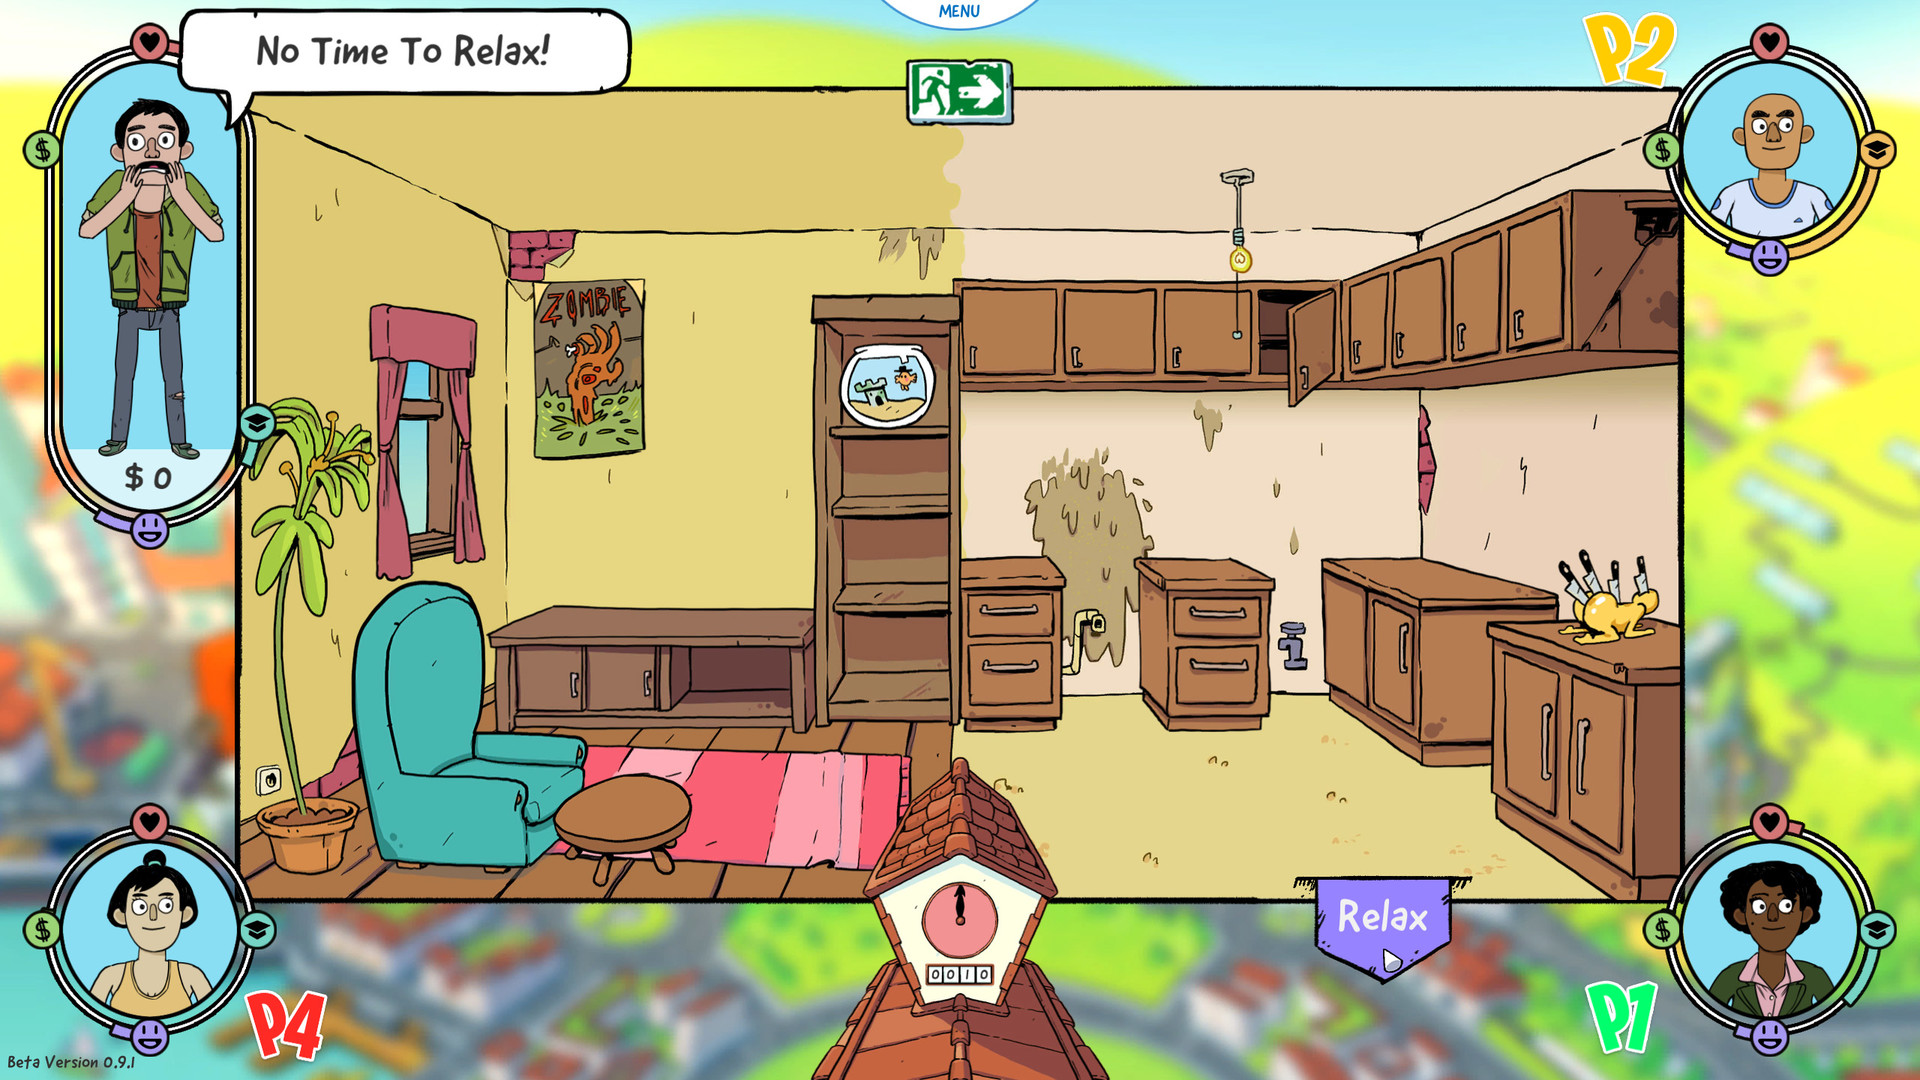 MENU
No Time To Relax!
P2
$
$
ZOMBIE
$ 0
Relax
$
$
0010
P4
P1
Beta Version 0.9.1